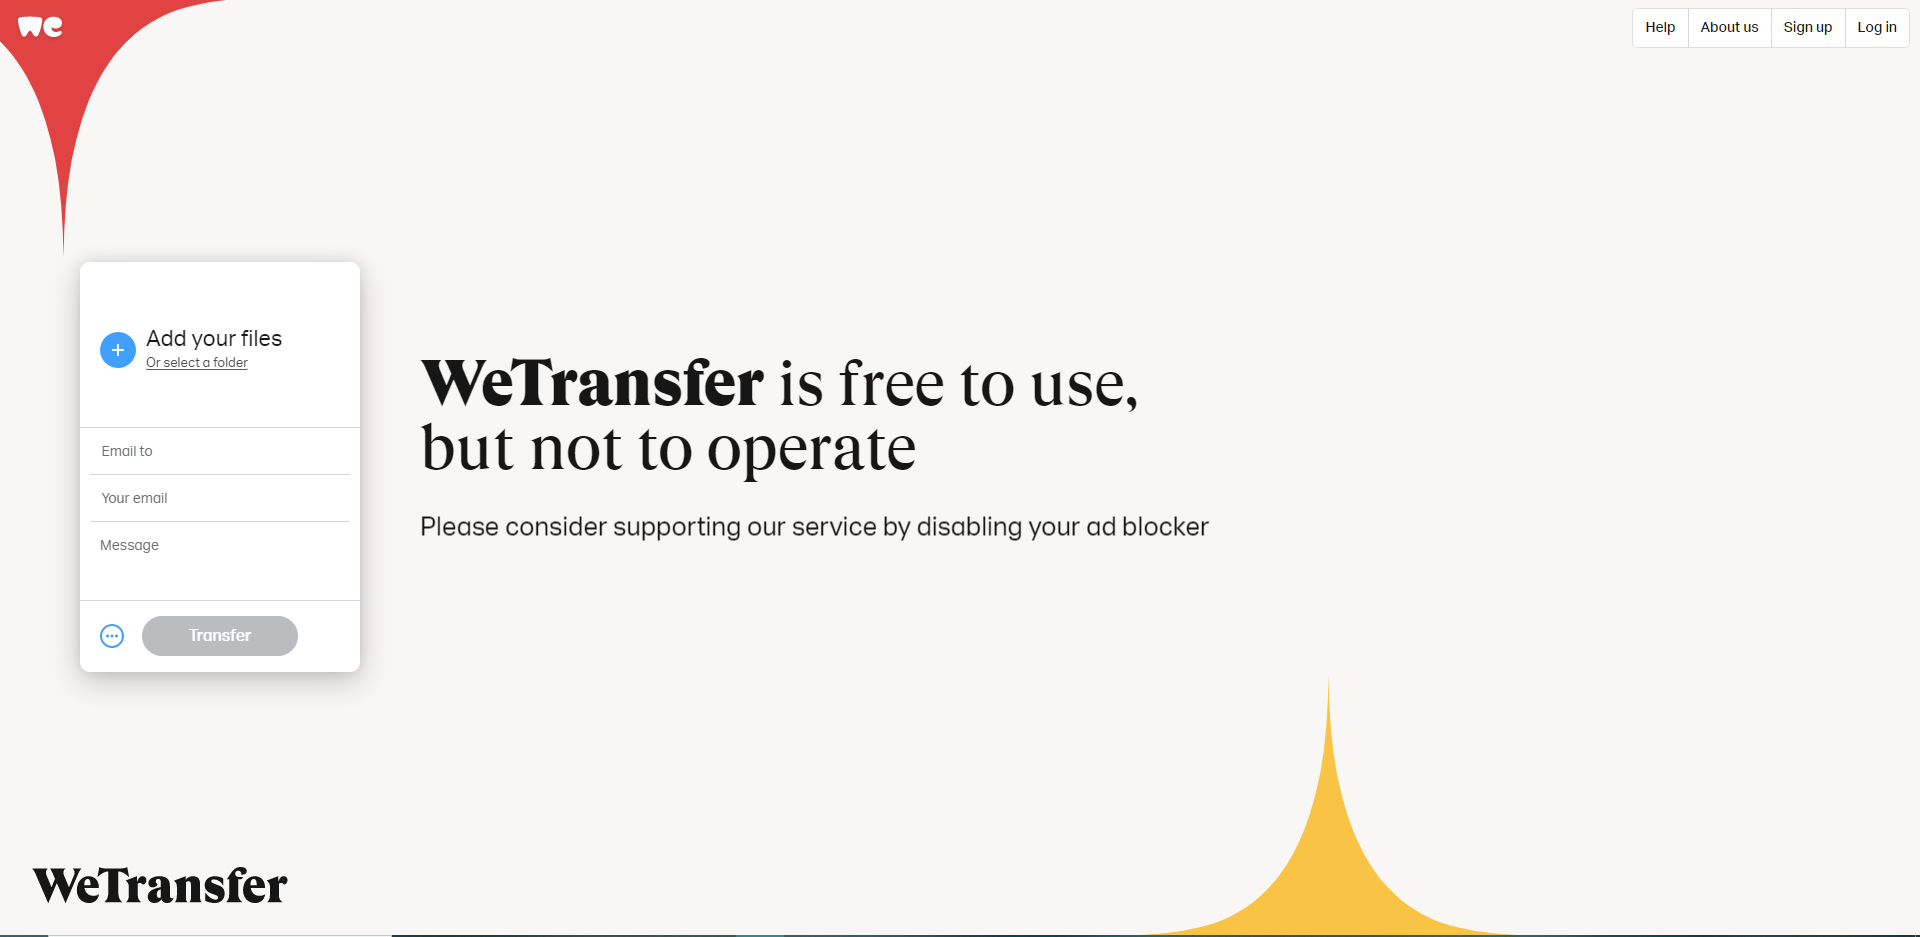 we
Help
About us
Sign up
Log in
Add your files
Or select a folder
Email to
Your email
Message
Transfer
WeTransfer is free to use,
but not to operate
Please consider supporting our service by disabling your ad blocker
WeTransfer